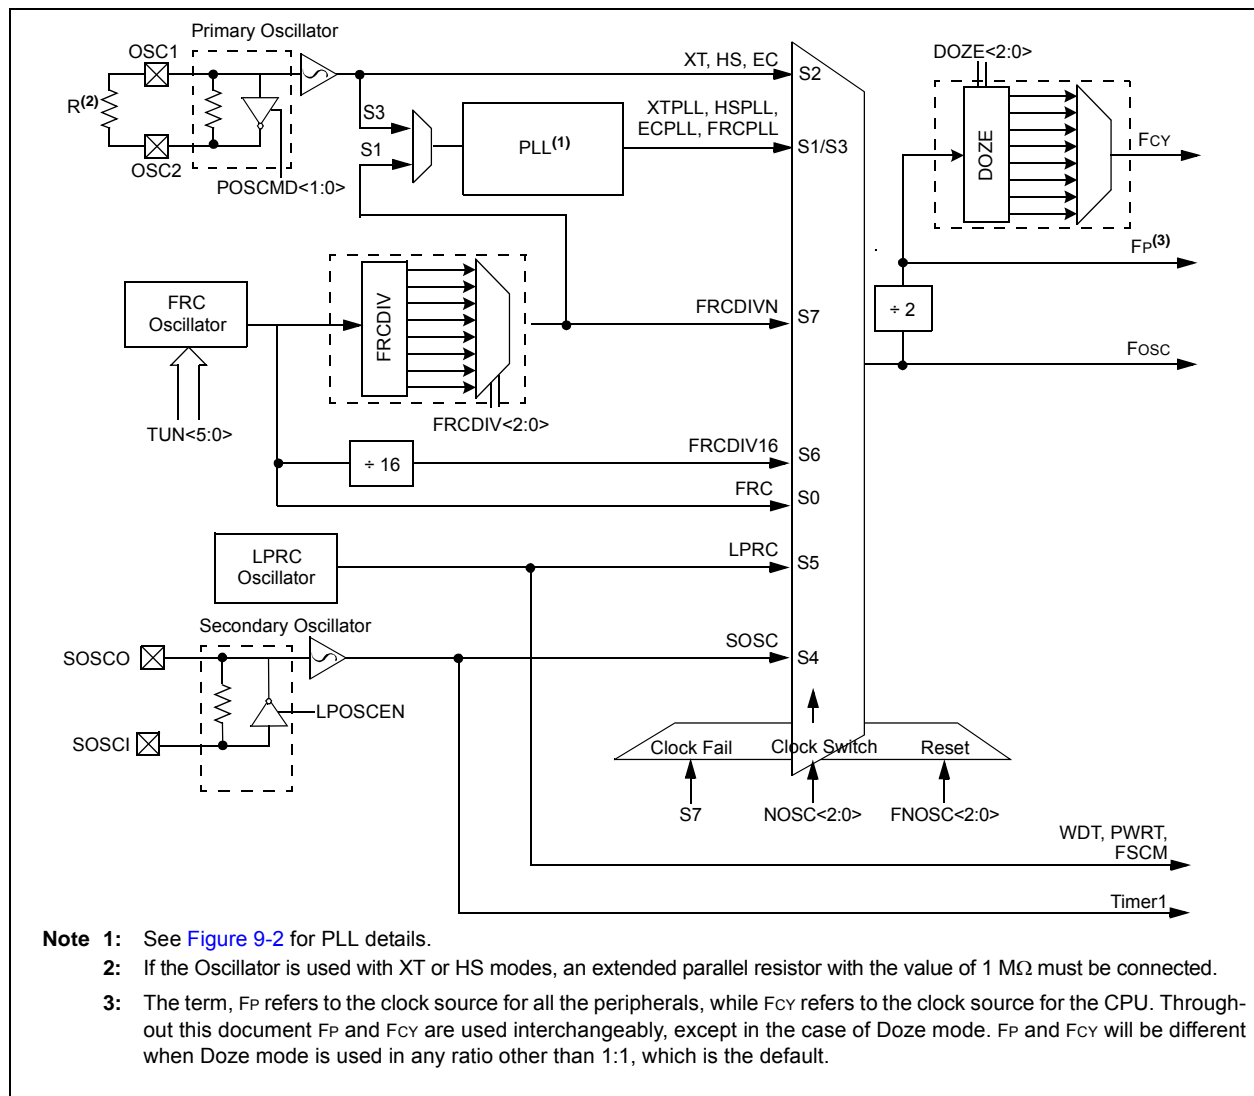 Primary Oscillator
OSC1
R(2)
OSC2
POSCMD<1:0>
S3
S1
PLL(1)
XT, HS, EC
S2
XTPLL, HSPLL,
ECPLL, FRCPLL
S1/S3
DOZE<2:0>
DOZE
FCY
FP(3)
÷ 2
FOSC
FRC
Oscillator
TUN<5:0>
FRCDIV
FRCDIV<2:0>
FRCDIVN
S7
÷ 16
FRCDIV16
S6
FRC
S0
LPRC
Oscillator
LPRC
S5
Secondary Oscillator
SOSCO
SOSCI
LPOSCEN
SOSC
S4
Clock Fail
Clock Switch
Reset
S7
NOSC<2:0>
FNOSC<2:0>
WDT, PWRT,
FSCM
Timer1
Note 1: See Figure 9-2 for PLL details.
2: If the Oscillator is used with XT or HS modes, an extended parallel resistor with the value of 1 MΩ must be connected.
3: The term, FP refers to the clock source for all the peripherals, while FCY refers to the clock source for the CPU. Through-
out this document FP and FCY are used interchangeably, except in the case of Doze mode. FP and FCY will be different
when Doze mode is used in any ratio other than 1:1, which is the default.